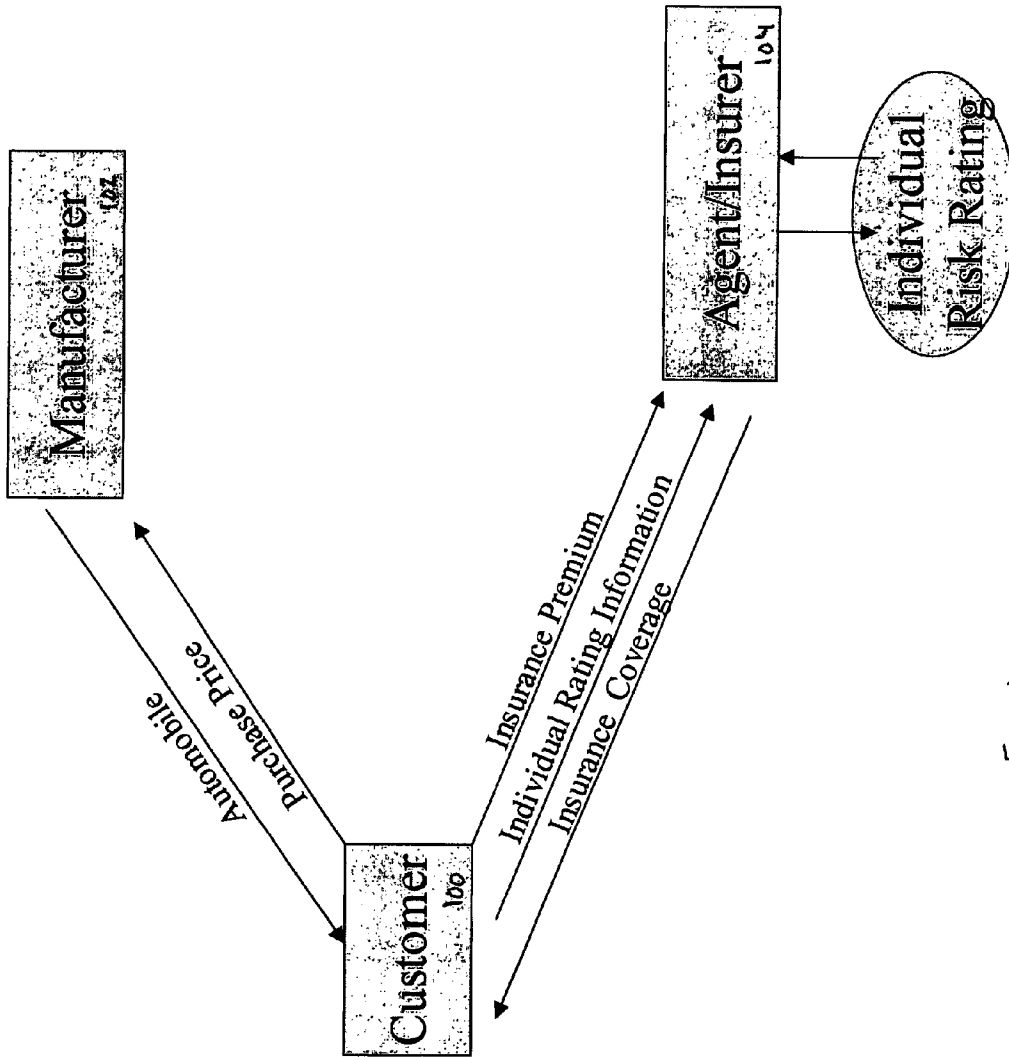 Manufacturer
102
Automobile
Purchase Price
Customer
100
Insurance Premium
Individual Rating Information
Insurance Coverage
Agent/Insurer
104
Individual
Risk Rating